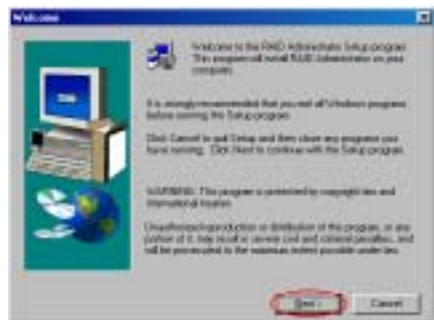 Welcome
Welcome to the RAID Administrator Setup program.
This program will install RAID Administrator on your
computer.
It is strongly recommended that you exit all Windows programs
before running this Setup program.
Click Cancel to quit Setup and then close any programs you
have running. Click Next to continue with the Setup program.
WARNING: This program is protected by copyright law and
international treaties.
Unauthorized reproduction or distribution of this program, or any
portion of it, may result in severe civil and criminal penalties, and
will be prosecuted to the maximum extent possible under law.
Next >
Cancel